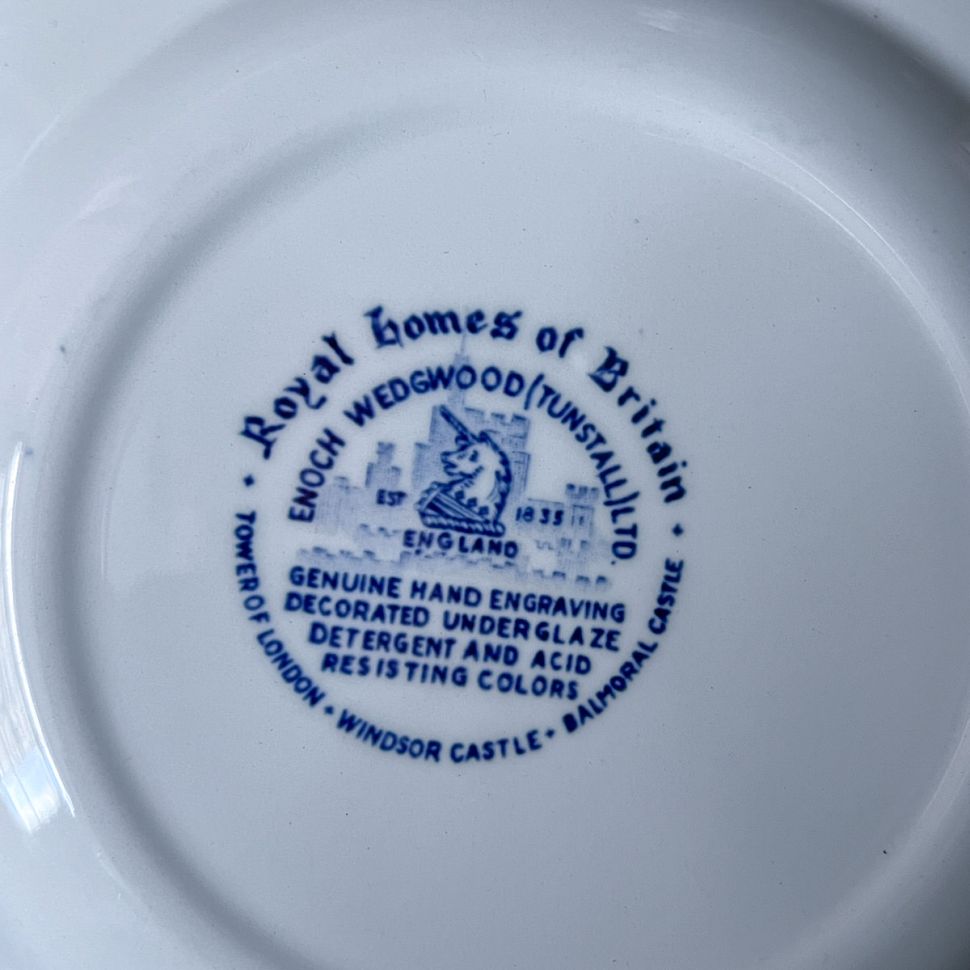 Royal homes of Britain
ENOCH WEDGWOOD (TUNSTALL) LTD.
EST 1835
ENGLAND
GENUINE HAND ENGRAVING
DECORATED UNDERGLAZE
DETERGENT AND ACID
RESISTING COLORS
TOWER OF LONDON • WINDSOR CASTLE • BALMORAL CASTLE